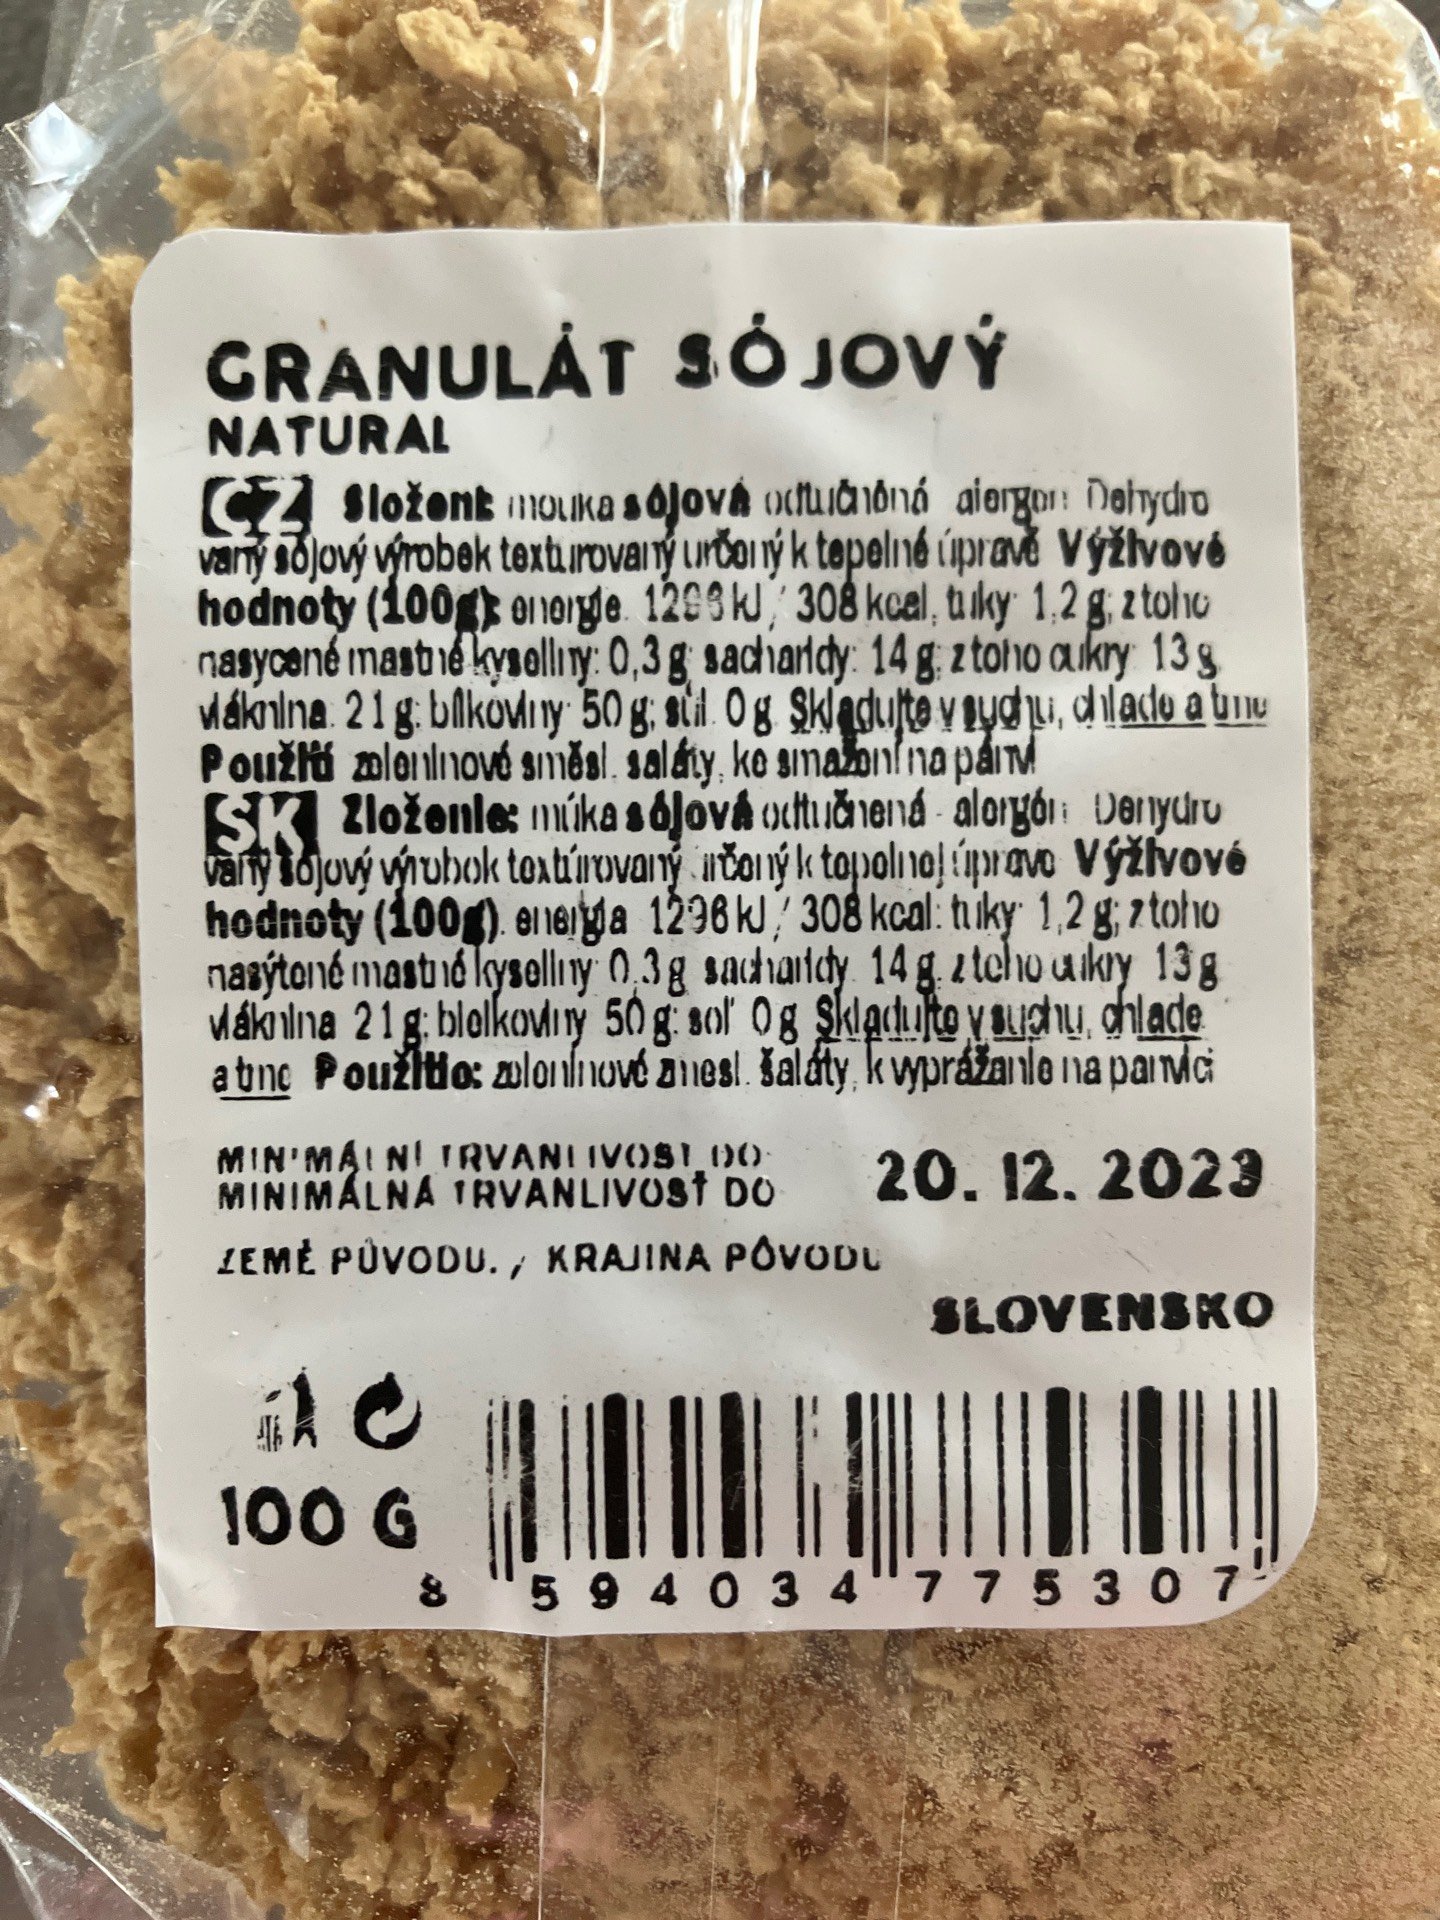 GRANULÁT SÓJOVÝ
NATURAL
CZ Složení: mouka sójová odtučněná - alergen. Dehydro
vaný sójový výrobek texturovaný určený k tepelné úpravě. Výživové
hodnoty (100g): energie: 1296 kJ / 308 kcal; tuky: 1,2 g; z toho
nasycené mastné kyseliny: 0,3 g; sacharidy: 14 g; z toho cukry: 13 g
vláknina: 21 g; bílkoviny: 50 g; sůl: 0 g. Skladujte v suchu, chladu a tmě
Použití: zeleninové směsi, saláty, ke smažení na pánvi
SK Zloženie: múka sójová odtučnená - alergén. Dehydro
vaný sójový výrobok textúrovaný určený k tepelnej úprave. Výživové
hodnoty (100g): energia: 1296 kJ / 308 kcal; tuky: 1,2 g; z toho
nasýtené mastné kyseliny: 0,3 g; sacharidy: 14 g; z toho cukry: 13 g
vláknina: 21 g; bielkoviny: 50 g; soľ: 0 g. Skladujte v suchu, chlade
a tme. Použitie: zeleninové zmesi, šaláty, k vyprážanie na panvici
MINIMÁLNÍ TRVANLIVOST DO:
MINIMÁLNA TRVANLIVOSŤ DO 20. 12. 2023
ZEMĚ PŮVODU: / KRAJINA PÔVODU
SLOVENSKO
100 G
8 594034 775307